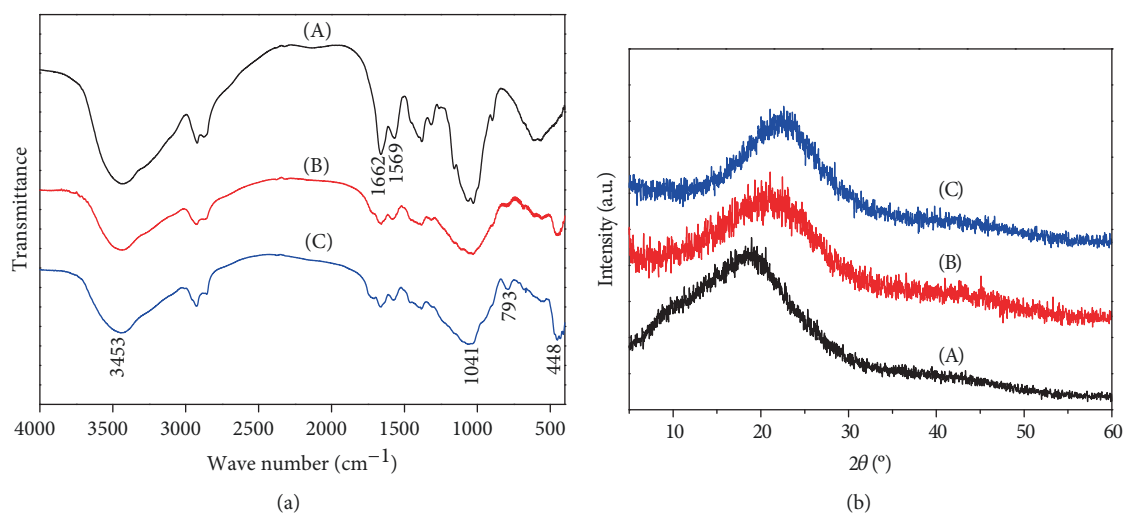 (A)
(B)
(C)
1662
1569
3453
1041
793
448
Transmittance
4000 3500 3000 2500 2000 1500 1000 500
Wave number (cm⁻¹)
(a)
(C)
(B)
(A)
Intensity (a.u.)
10 20 30 40 50 60
2θ (°)
(b)